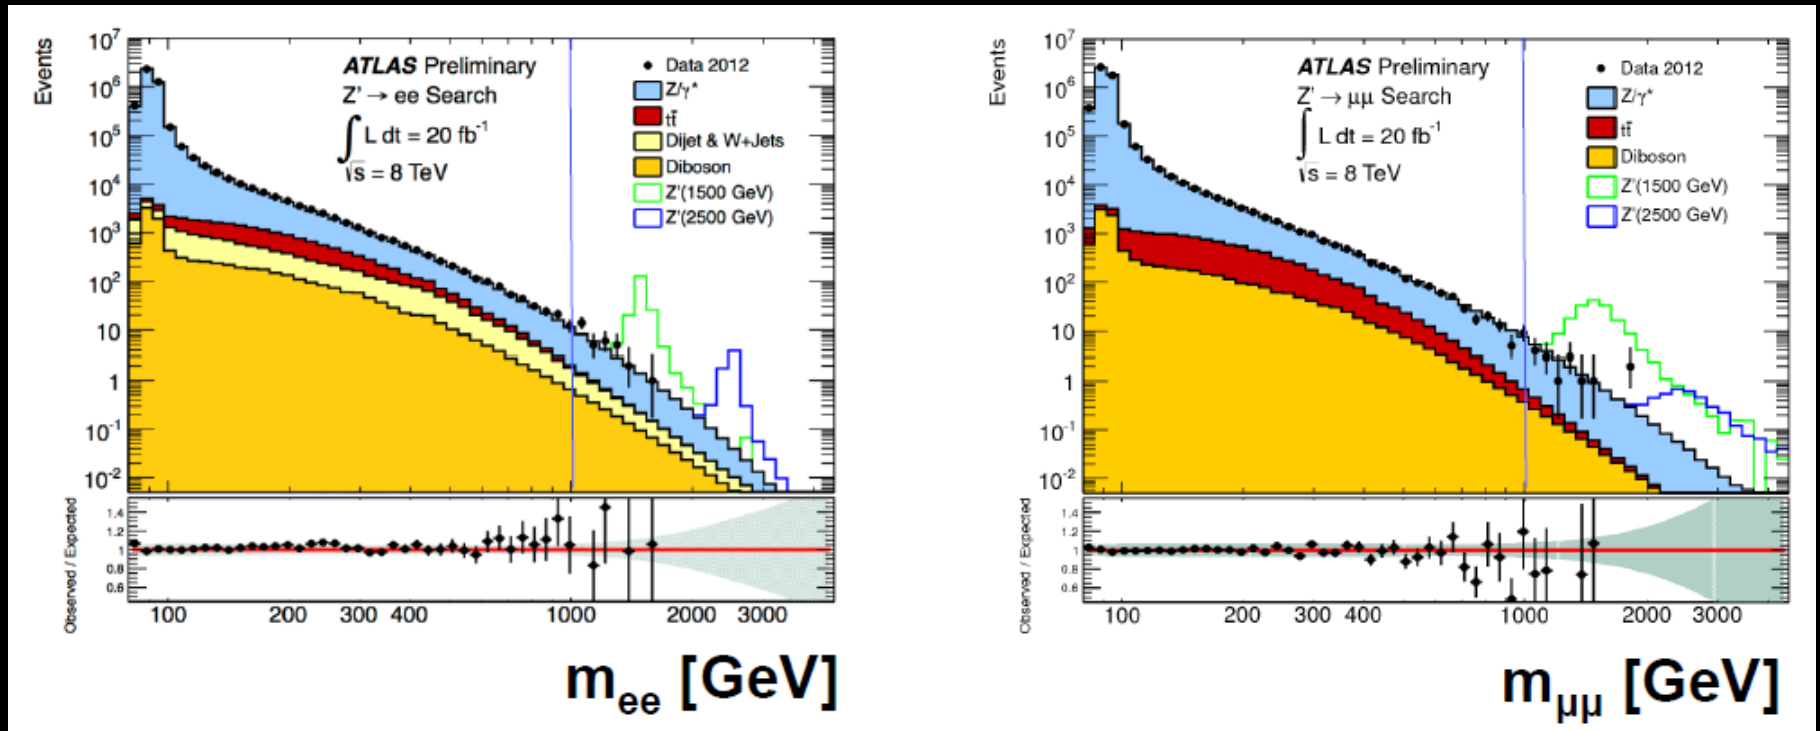 Events
10⁷
10⁶
10⁵
10⁴
10³
10²
10
1
10⁻¹
10⁻²
ATLAS Preliminary
Z' → ee Search
∫ L dt = 20 fb⁻¹
√s = 8 TeV
Data 2012
Z/γ*
tt̄
Dijet & W+Jets
Diboson
Z'(1500 GeV)
Z'(2500 GeV)
Observed / Expected
1.4
1.2
1
0.8
0.6
100 200 300 400 1000 2000 3000
mₑₑ [GeV]
Events
10⁷
10⁶
10⁵
10⁴
10³
10²
10
1
10⁻¹
10⁻²
ATLAS Preliminary
Z' → μμ Search
∫ L dt = 20 fb⁻¹
√s = 8 TeV
Data 2012
Z/γ*
tt̄
Diboson
Z'(1500 GeV)
Z'(2500 GeV)
Observed / Expected
1.4
1.2
1
0.8
0.6
100 200 300 400 1000 2000 3000
m_μμ [GeV]